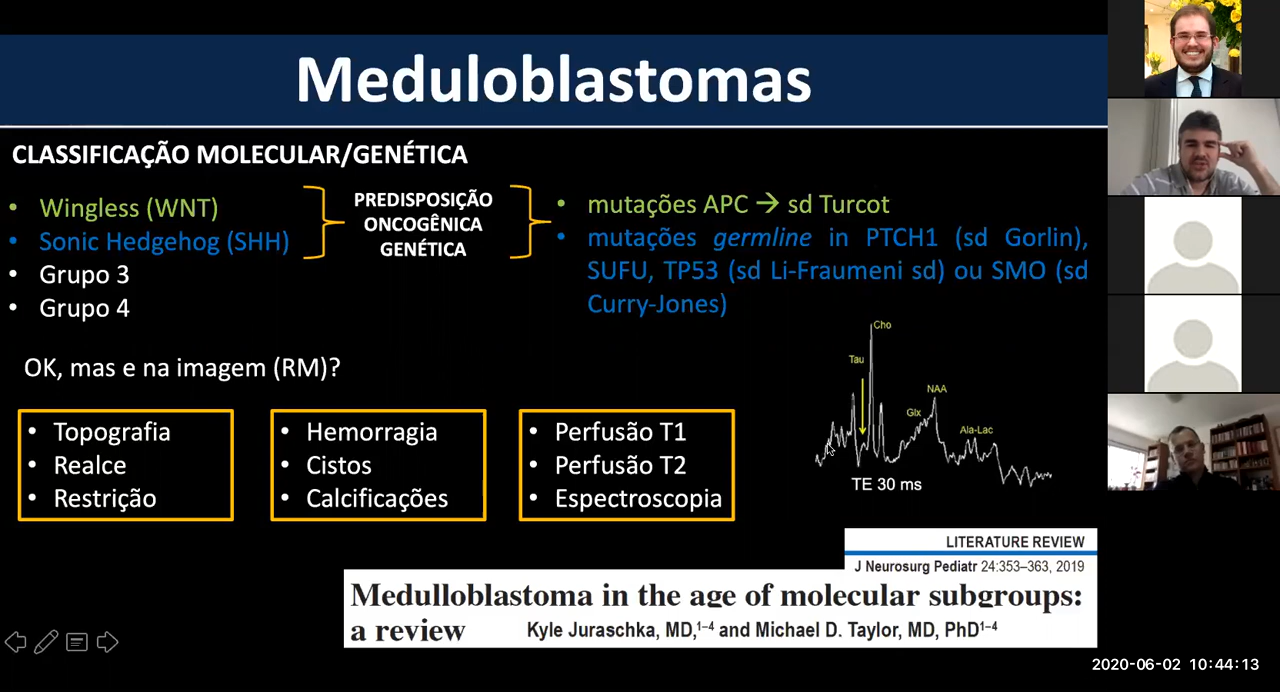 Meduloblastomas
CLASSIFICAÇÃO MOLECULAR/GENÉTICA
• Wingless (WNT)
• Sonic Hedgehog (SHH)
• Grupo 3
• Grupo 4
PREDISPOSIÇÃO
ONCOGÊNICA
GENÉTICA
• mutações APC → sd Turcot
• mutações germline in PTCH1 (sd Gorlin),
SUFU, TP53 (sd Li-Fraumeni sd) ou SMO (sd
Curry-Jones)
OK, mas e na imagem (RM)?
• Topografia
• Realce
• Restrição
• Hemorragia
• Cistos
• Calcificações
• Perfusão T1
• Perfusão T2
• Espectroscopia
Cho
Tau
NAA
Glx
Ala-Lac
TE 30 ms
LITERATURE REVIEW
J Neurosurg Pediatr 24:353–363, 2019
Medulloblastoma in the age of molecular subgroups:
a review
Kyle Juraschka, MD,1–4 and Michael D. Taylor, MD, PhD1–4
2020-06-02 10:44:13